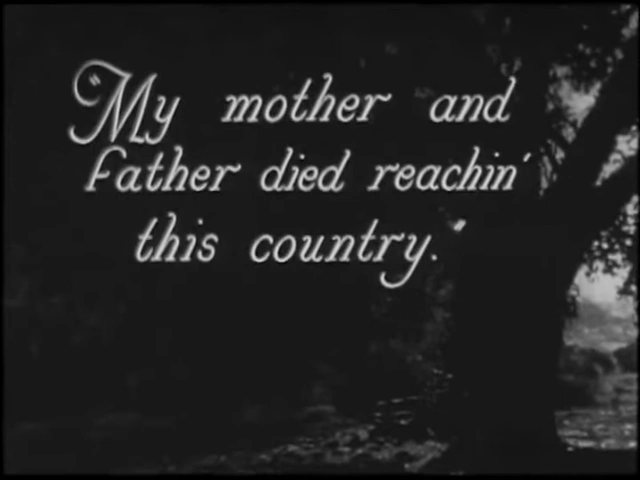 "My mother and
father died reachin'
this country."